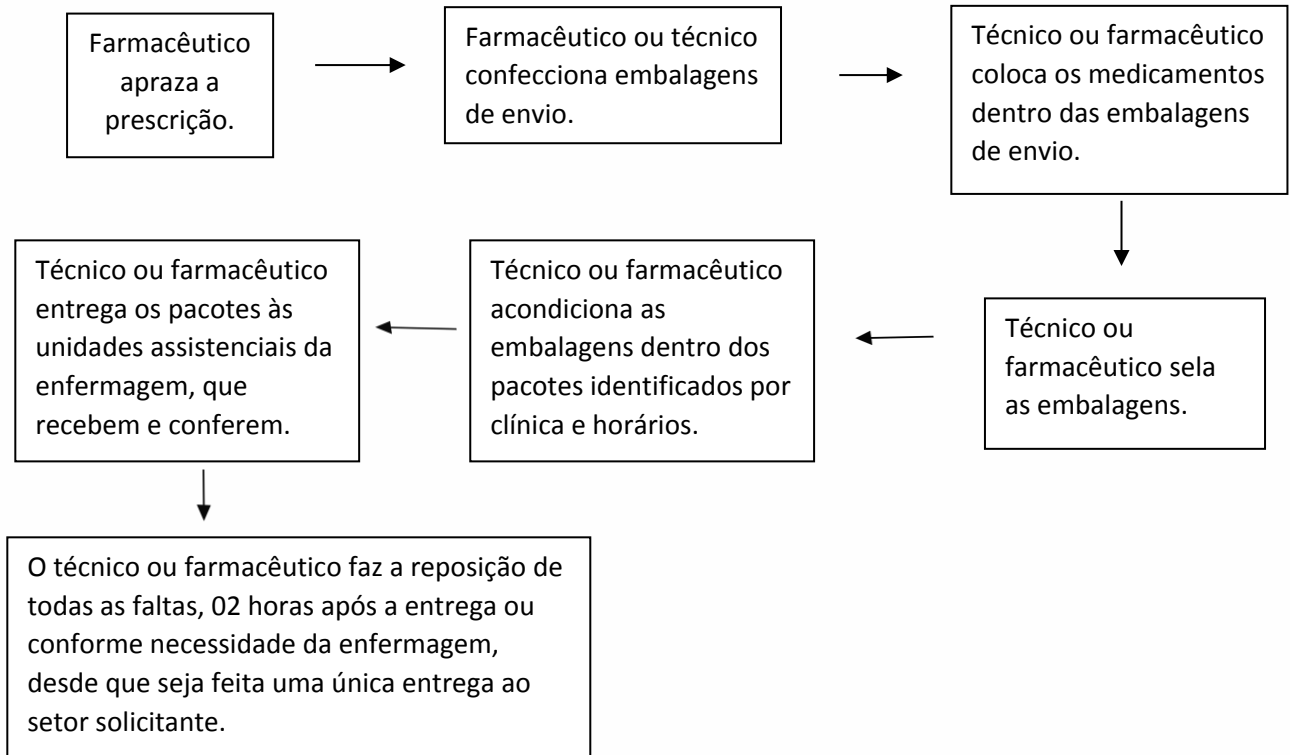 Farmacêutico
apraza a
prescrição.
Farmacêutico ou técnico
confecciona embalagens
de envio.
Técnico ou farmacêutico
coloca os medicamentos
dentro das embalagens
de envio.
Técnico ou
farmacêutico sela
as embalagens.
Técnico ou farmacêutico
acondiciona as
embalagens dentro dos
pacotes identificados por
clínica e horários.
Técnico ou farmacêutico
entrega os pacotes às
unidades assistenciais da
enfermagem, que
recebem e conferem.
O técnico ou farmacêutico faz a reposição de
todas as faltas, 02 horas após a entrega ou
conforme necessidade da enfermagem,
desde que seja feita uma única entrega ao
setor solicitante.